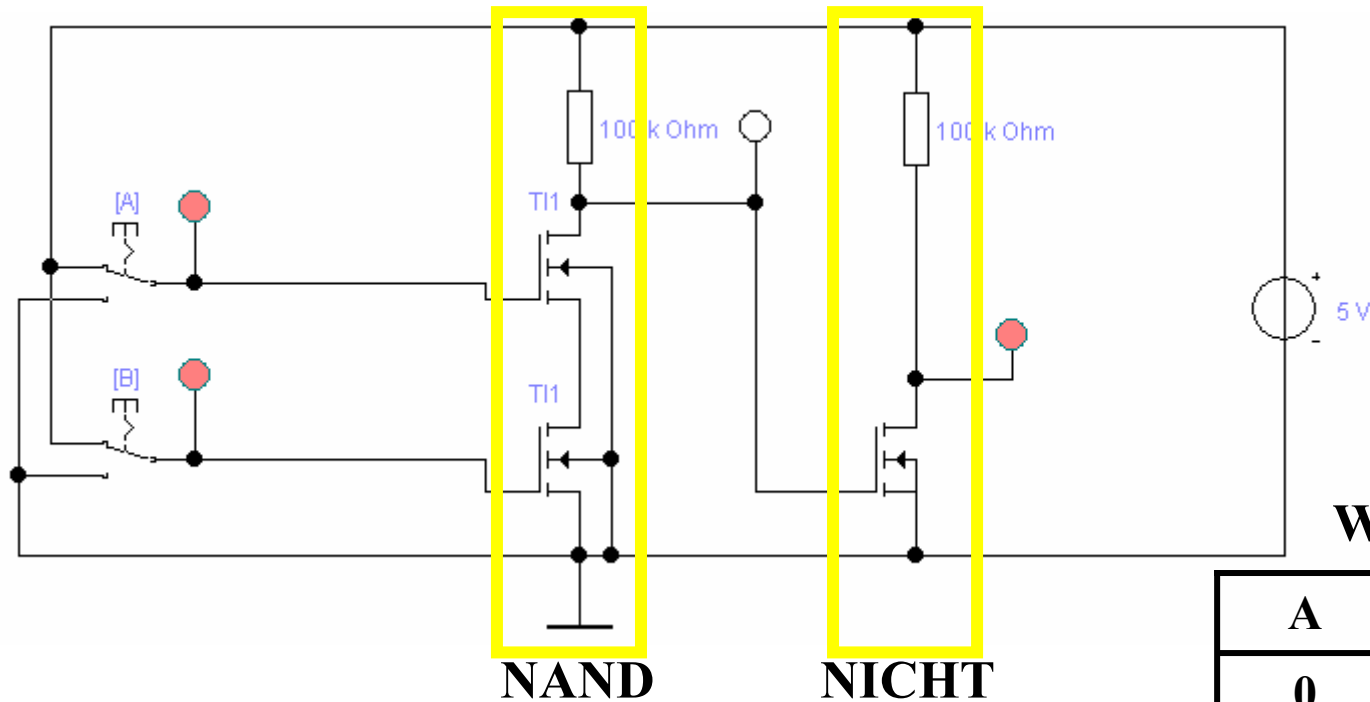 100 k Ohm
100 k Ohm
[A]
TI1
+
5 V
-
[B]
TI1
A
0
NAND
NICHT